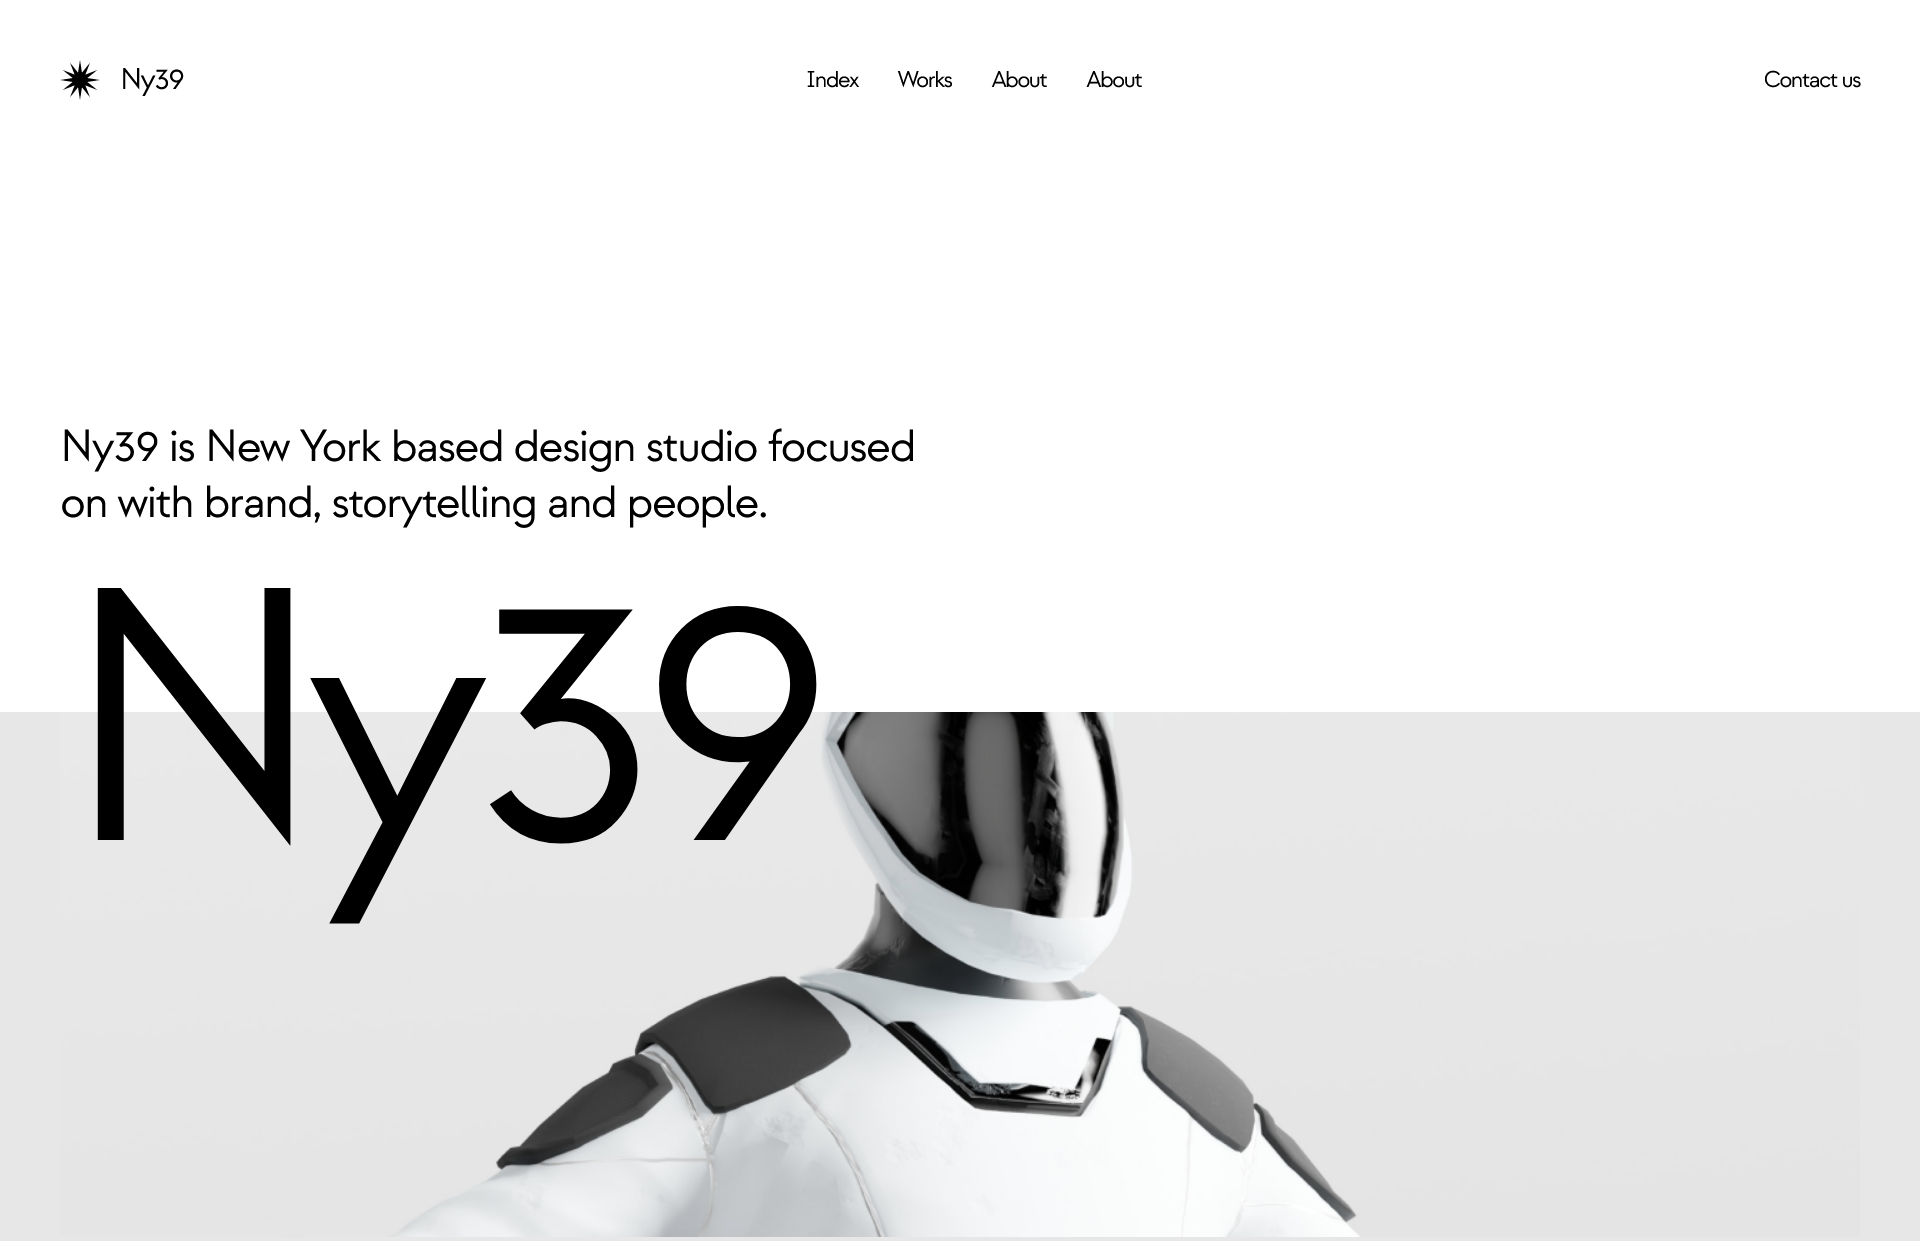 Ny39
Index
Works
About
About
Contact us
Ny39 is New York based design studio focused
on with brand, storytelling and people.
Ny39